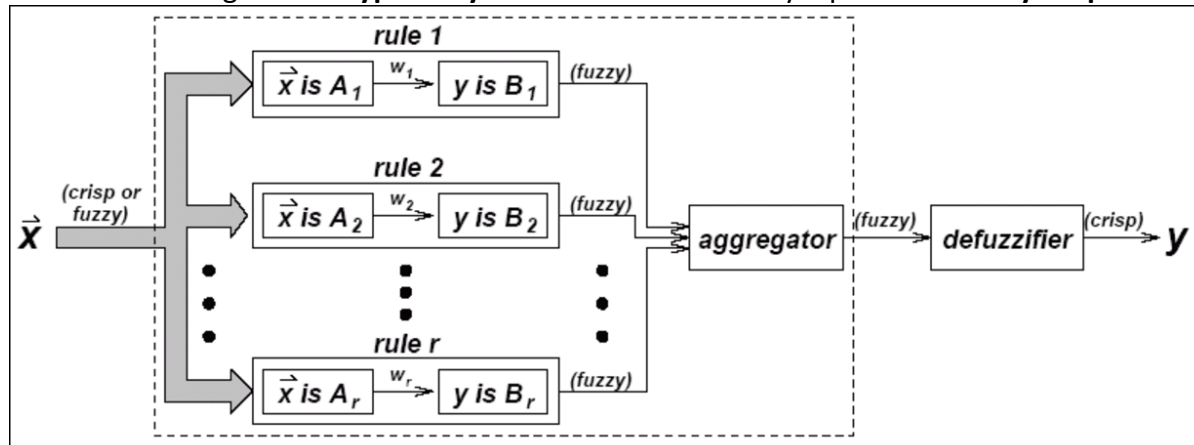 rule 1
x⃗ is A₁ w₁ y is B₁ (fuzzy)
rule 2
(crisp or
fuzzy)
x⃗ is A₂ w₂ y is B₂ (fuzzy)
x⃗
aggregator (fuzzy) defuzzifier (crisp) y
rule r
x⃗ is Aᵣ wᵣ y is Bᵣ (fuzzy)